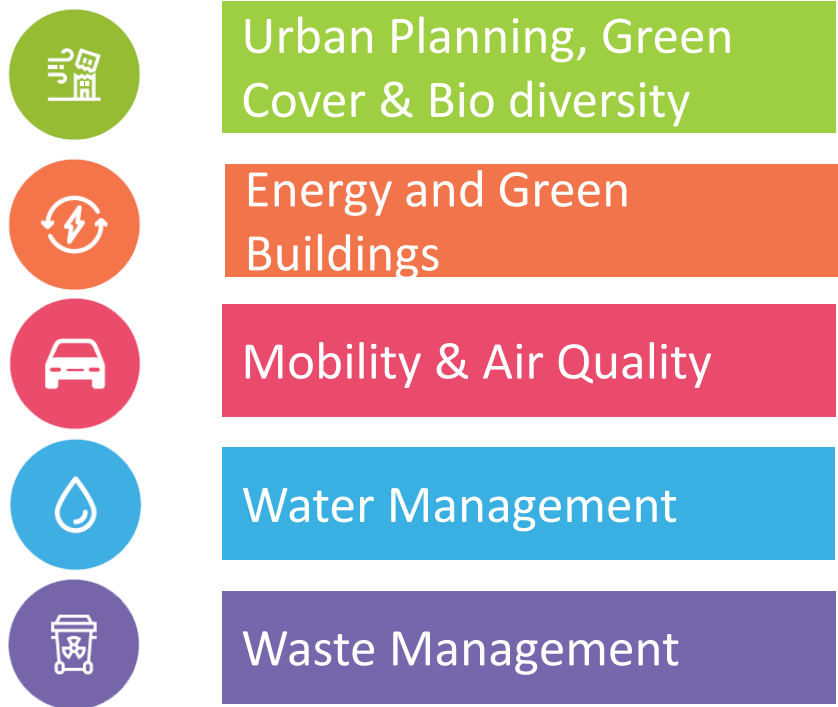 Urban Planning, Green
Cover & Bio diversity
Energy and Green
Buildings
Mobility & Air Quality
Water Management
Waste Management